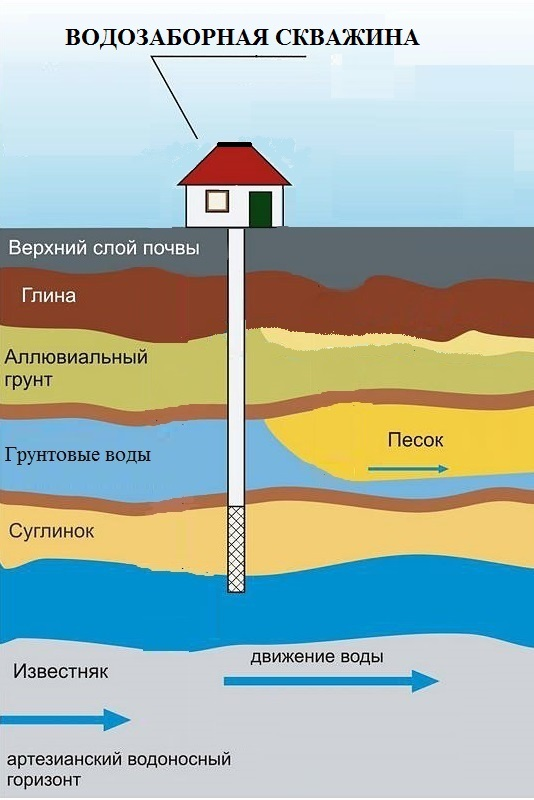 ВОДОЗАБОРНАЯ СКВАЖИНА
Верхний слой почвы
Глина
Аллювиальный
грунт
Песок
Грунтовые воды
Суглинок
движение воды
Известняк
артезианский водоносный
горизонт